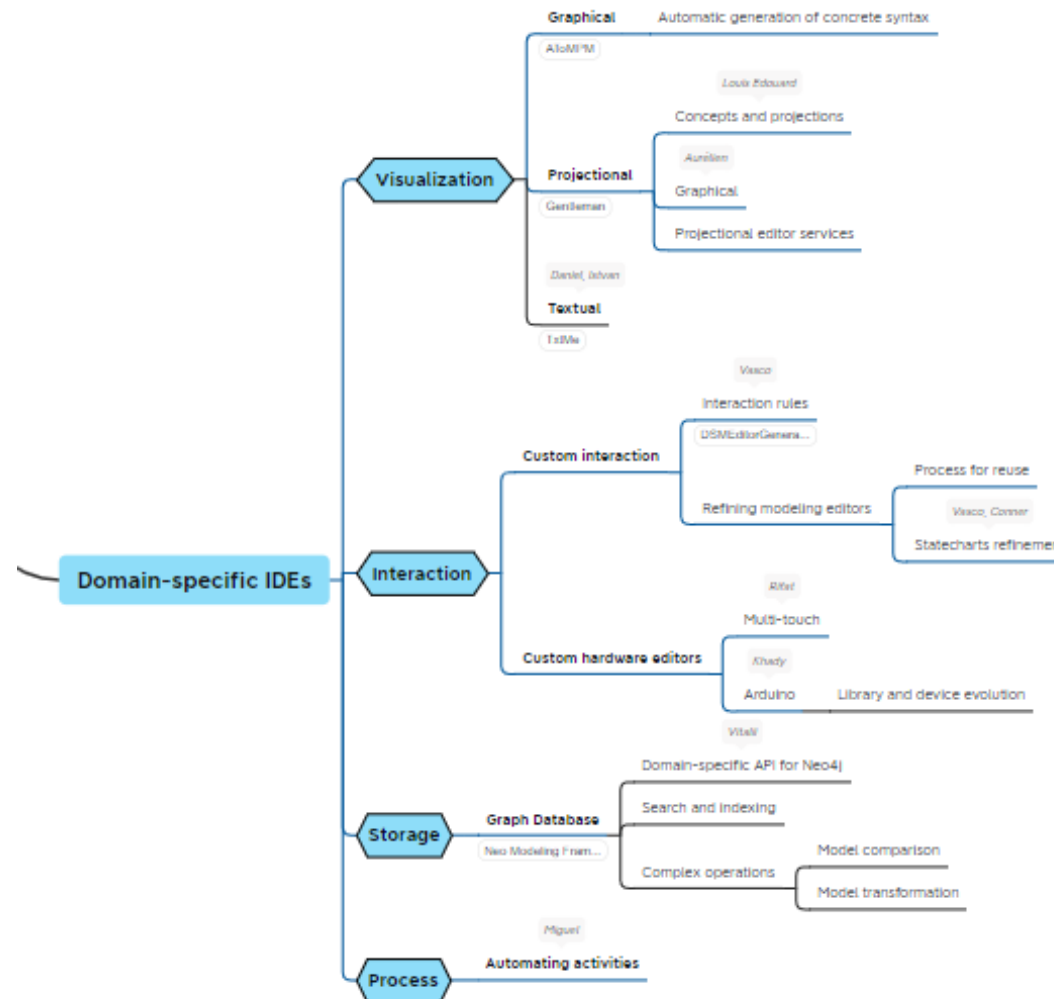 Graphical
Automatic generation of concrete syntax
AToMPM
Louis Edouard
Concepts and projections
Aurélien
Visualization
Projectional
Graphical
Gentleman
Projectional editor services
Daniel, Istvan
Textual
TxtMe
Vasco
Interaction rules
DSMEditorGenera...
Custom interaction
Process for reuse
Refining modeling editors
Vasco, Conner
Statecharts refinemen
Domain-specific IDEs
Interaction
Rifat
Multi-touch
Custom hardware editors
Khady
Arduino
Library and device evolution
Vitalii
Domain-specific API for Neo4j
Search and indexing
Storage
Graph Database
Neo Modeling Fram...
Model comparison
Complex operations
Model transformation
Miguel
Automating activities
Process